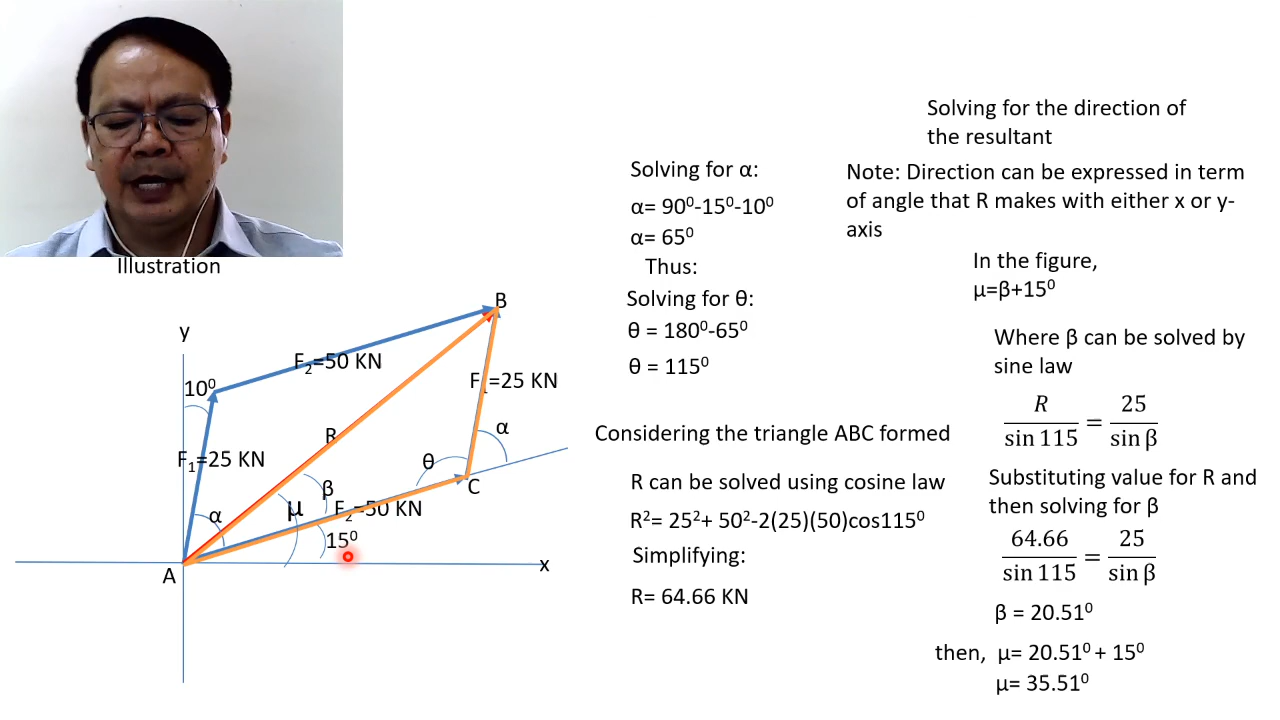 Illustration
y
B
F₂=50 KN
10⁰
F₁=25 KN
α
R
F₁=25 KN
α
θ
C
β
μ
F₂=50 KN
α
15⁰
A
x
Solving for α:
α= 90⁰-15⁰-10⁰
α= 65⁰
Thus:
Solving for θ:
θ = 180⁰-65⁰
θ = 115⁰
Considering the triangle ABC formed
R can be solved using cosine law
R²= 25²+ 50²-2(25)(50)cos115⁰
Simplifying:
R= 64.66 KN
Solving for the direction of
the resultant
Note: Direction can be expressed in term
of angle that R makes with either x or y-
axis
In the figure,
μ=β+15⁰
Where β can be solved by
sine law
R/sin 115 = 25/sin β
Substituting value for R and
then solving for β
64.66/sin 115 = 25/sin β
β = 20.51⁰
then, μ= 20.51⁰ + 15⁰
μ= 35.51⁰